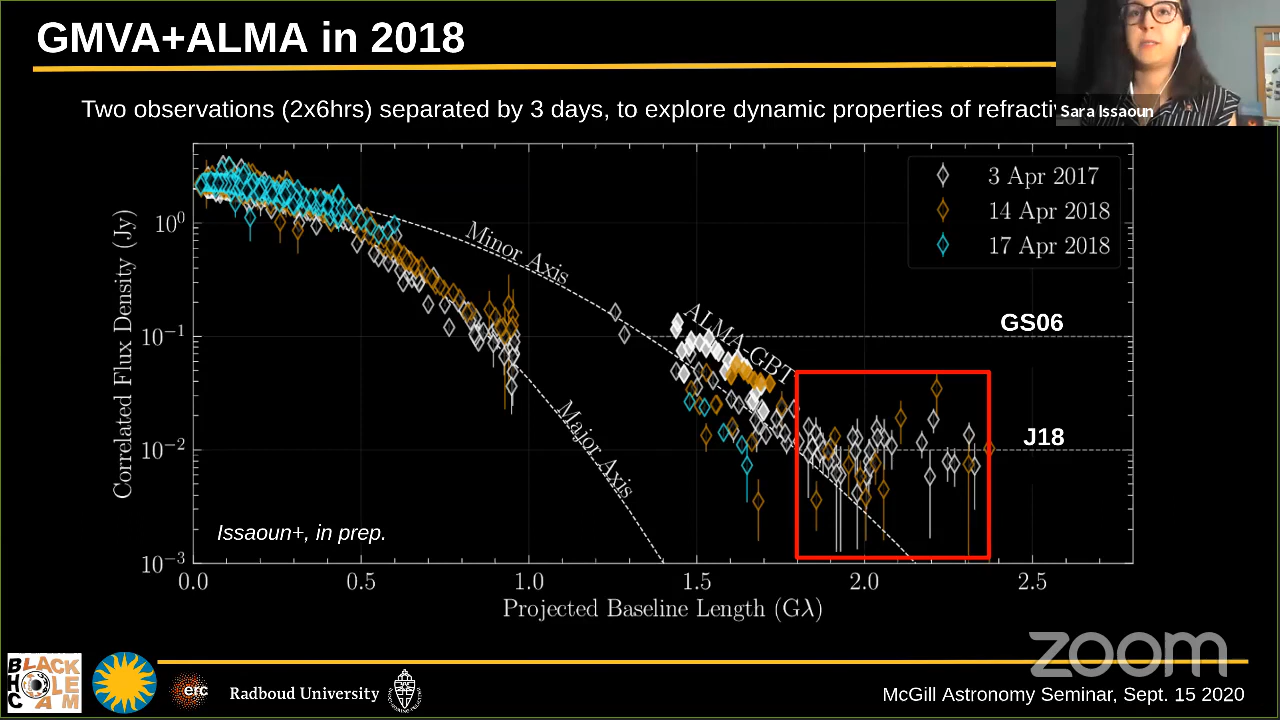 GMVA+ALMA in 2018
Sara Issaoun
Two observations (2x6hrs) separated by 3 days, to explore dynamic properties of refracti
3 Apr 2017
14 Apr 2018
17 Apr 2018
Minor Axis
ALMA-GBT
Major Axis
GS06
J18
Issaoun+, in prep.
Correlated Flux Density (Jy)
10⁰
10⁻¹
10⁻²
10⁻³
0.0 0.5 1.0 1.5 2.0 2.5
Projected Baseline Length (Gλ)
zoom
BLACK
HOLE
CAM
erc
Radboud University
McGill Astronomy Seminar, Sept. 15 2020